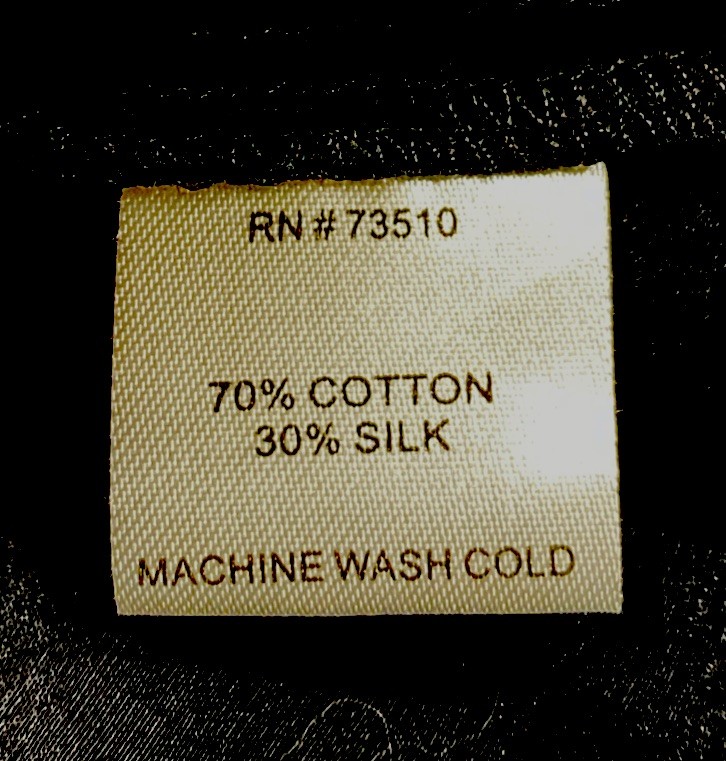 RN # 73510
70% COTTON
30% SILK
MACHINE WASH COLD